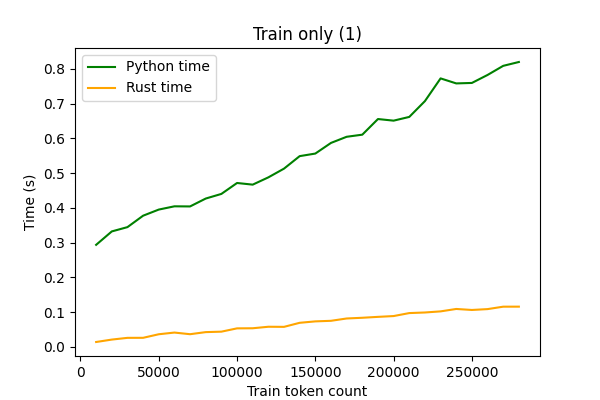 Train only (1)
Python time
Rust time
Time (s)
0.8
0.7
0.6
0.5
0.4
0.3
0.2
0.1
0.0
0 50000 100000 150000 200000 250000
Train token count